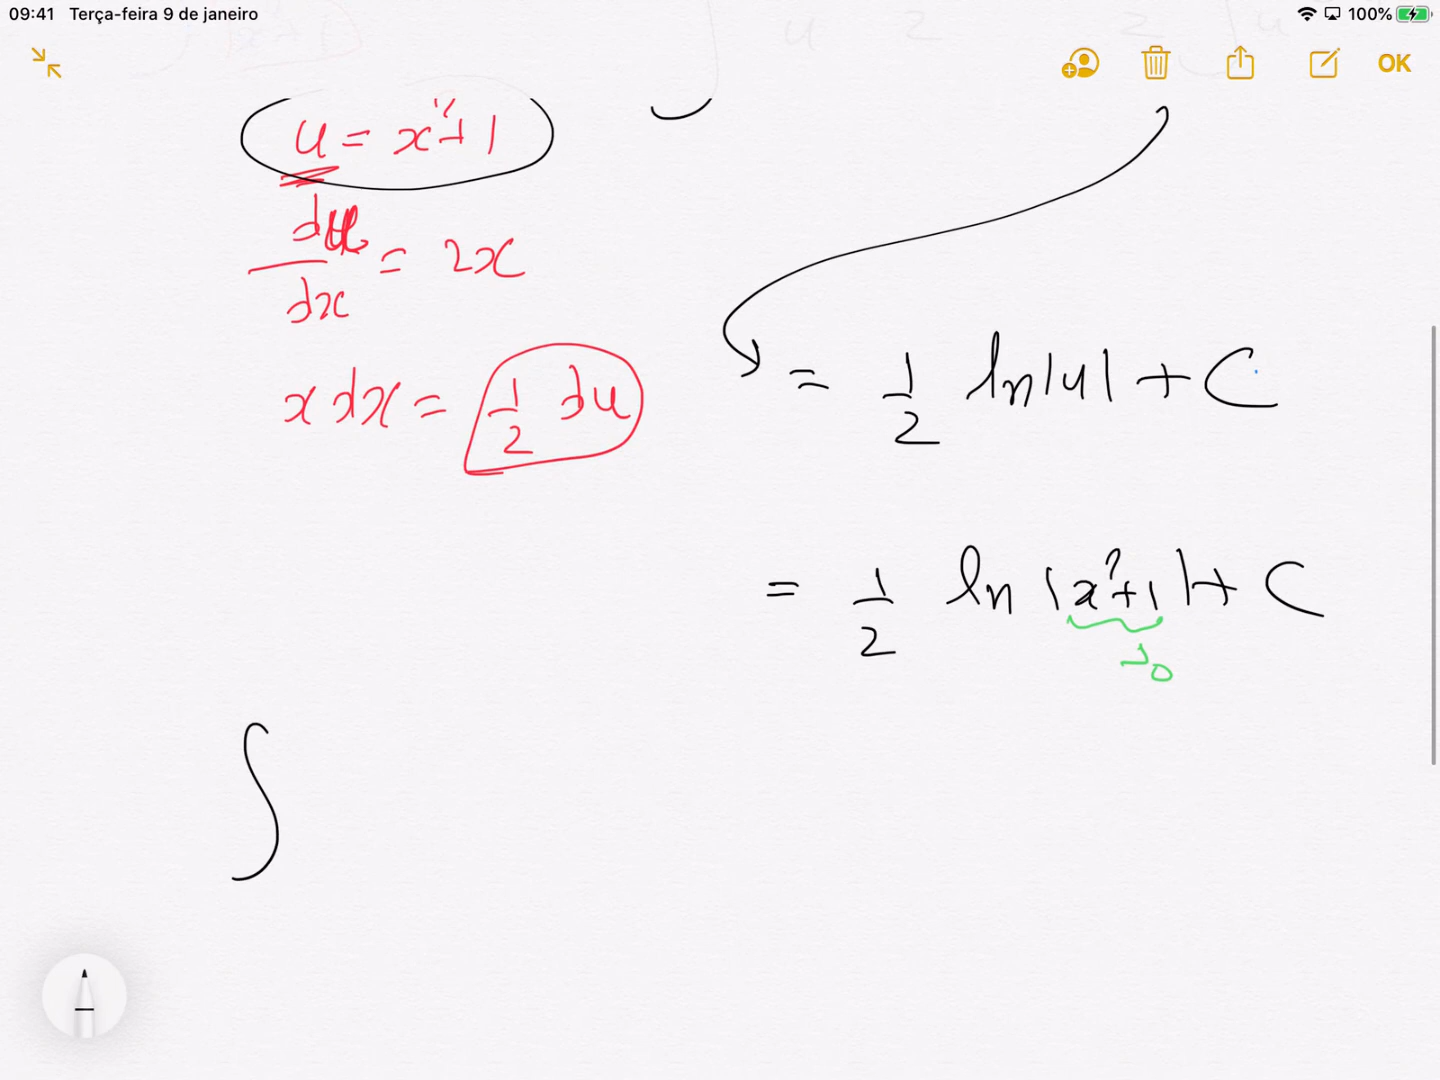 09:41 Terça-feira 9 de janeiro 100%
OK
u = x²+1
du/dx = 2x
x dx = 1/2 du
= 1/2 ln|u| + C
= 1/2 ln|x²+1| + C
>0
∫